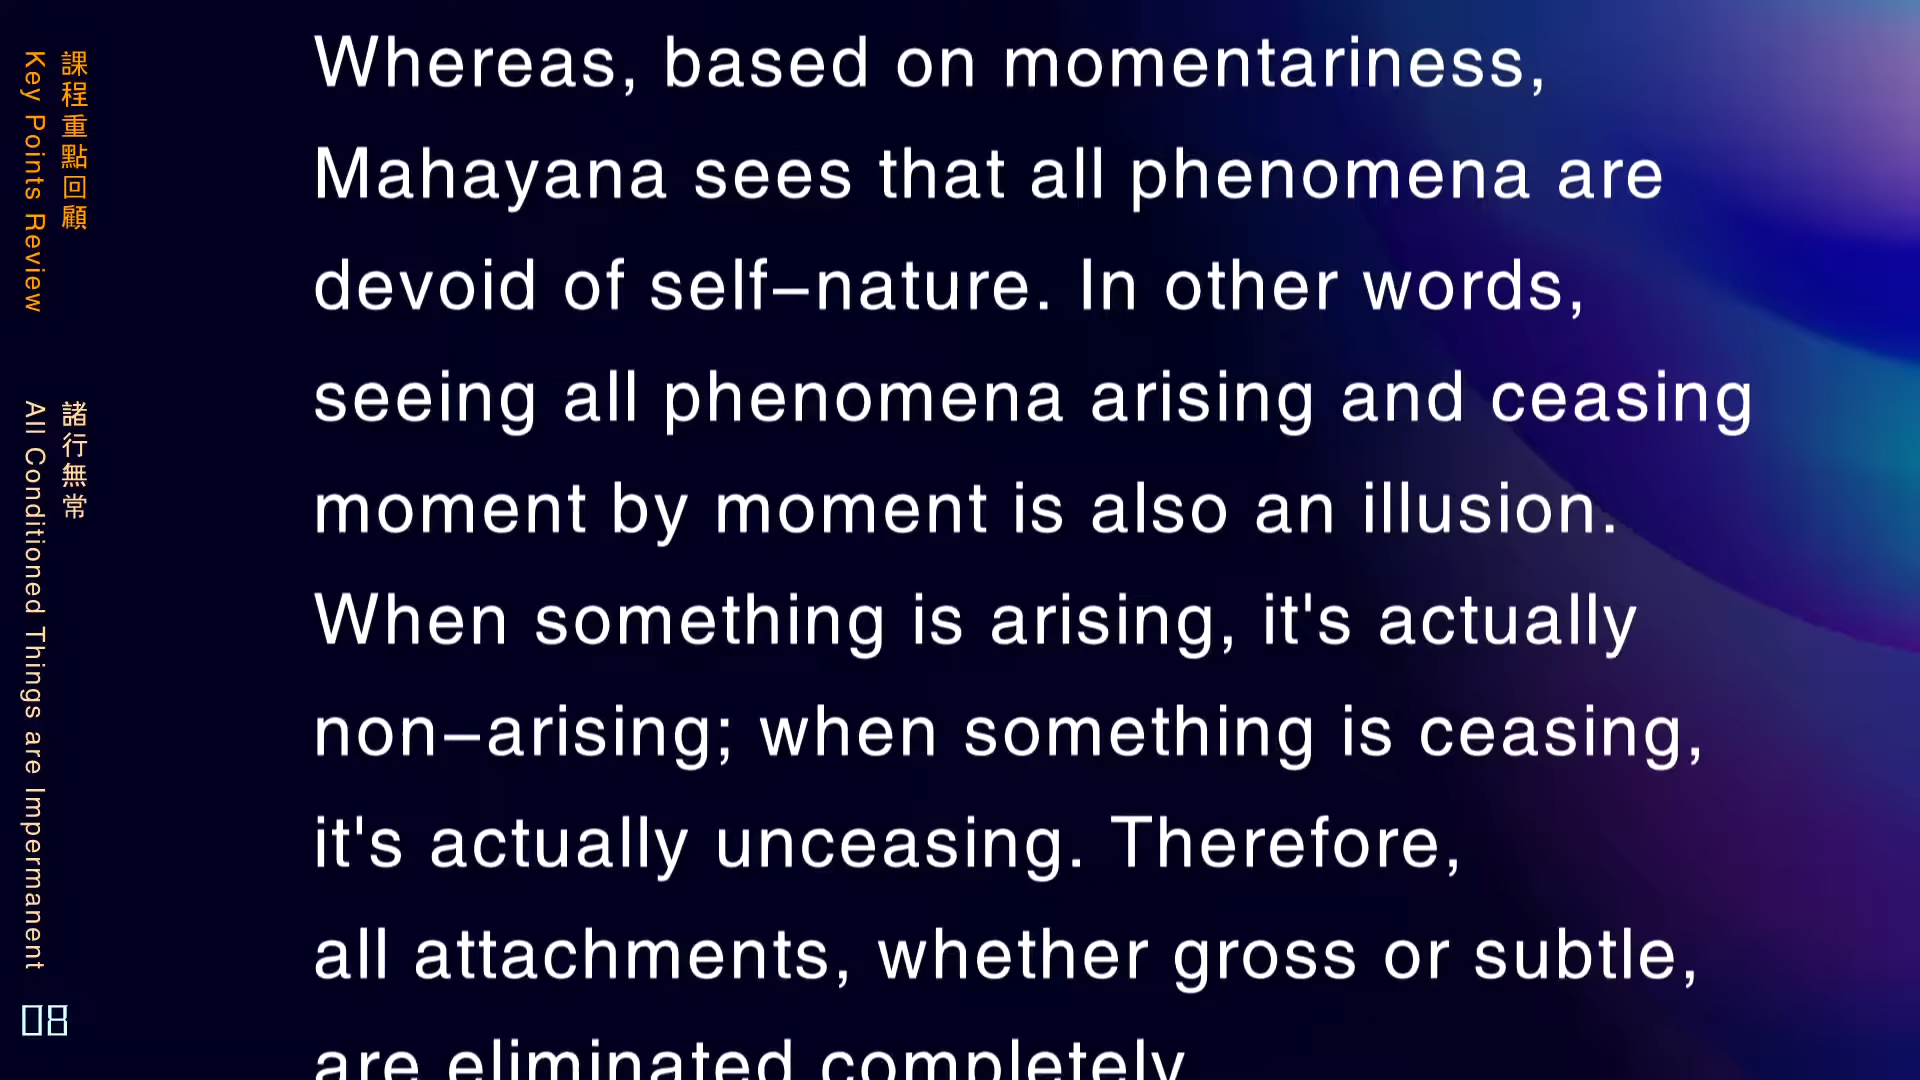 課程重點回顧
Key Points Review
諸行無常
All Conditioned Things are Impermanent
08
Whereas, based on momentariness,
Mahayana sees that all phenomena are
devoid of self–nature. In other words,
seeing all phenomena arising and ceasing
moment by moment is also an illusion.
When something is arising, it's actually
non–arising; when something is ceasing,
it's actually unceasing. Therefore,
all attachments, whether gross or subtle,
are eliminated completely